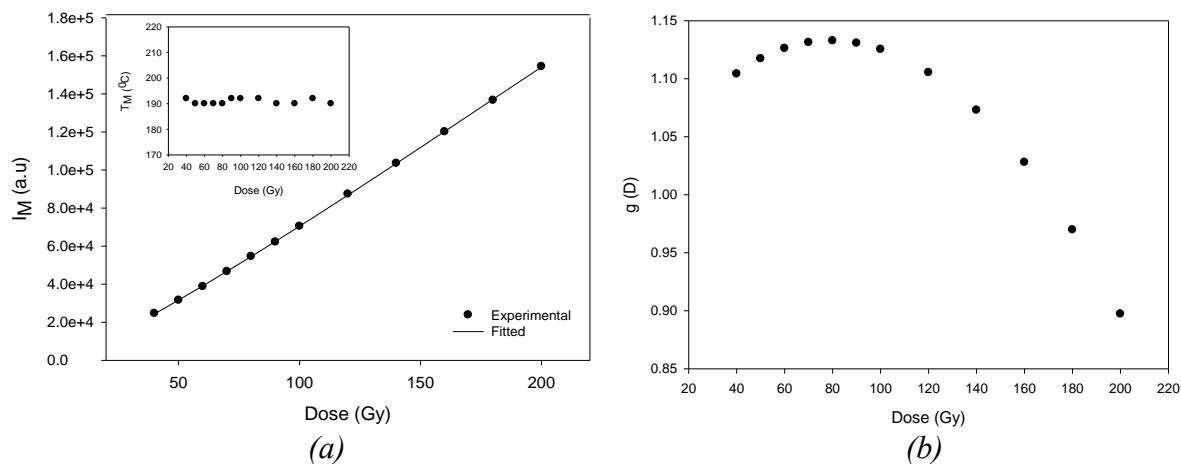 1.8e+5
1.6e+5
1.4e+5
1.2e+5
1.0e+5
8.0e+4
6.0e+4
4.0e+4
2.0e+4
0.0
I_M (a.u)
50 100 150 200
Dose (Gy)
220
210
200
190
180
170
T_M (⁰C)
20 40 60 80 100 120 140 160 180 200 220
Dose (Gy)
Experimental
Fitted
(a)
1.15
1.10
1.05
1.00
0.95
0.90
0.85
g (D)
20 40 60 80 100 120 140 160 180 200 220
Dose (Gy)
(b)